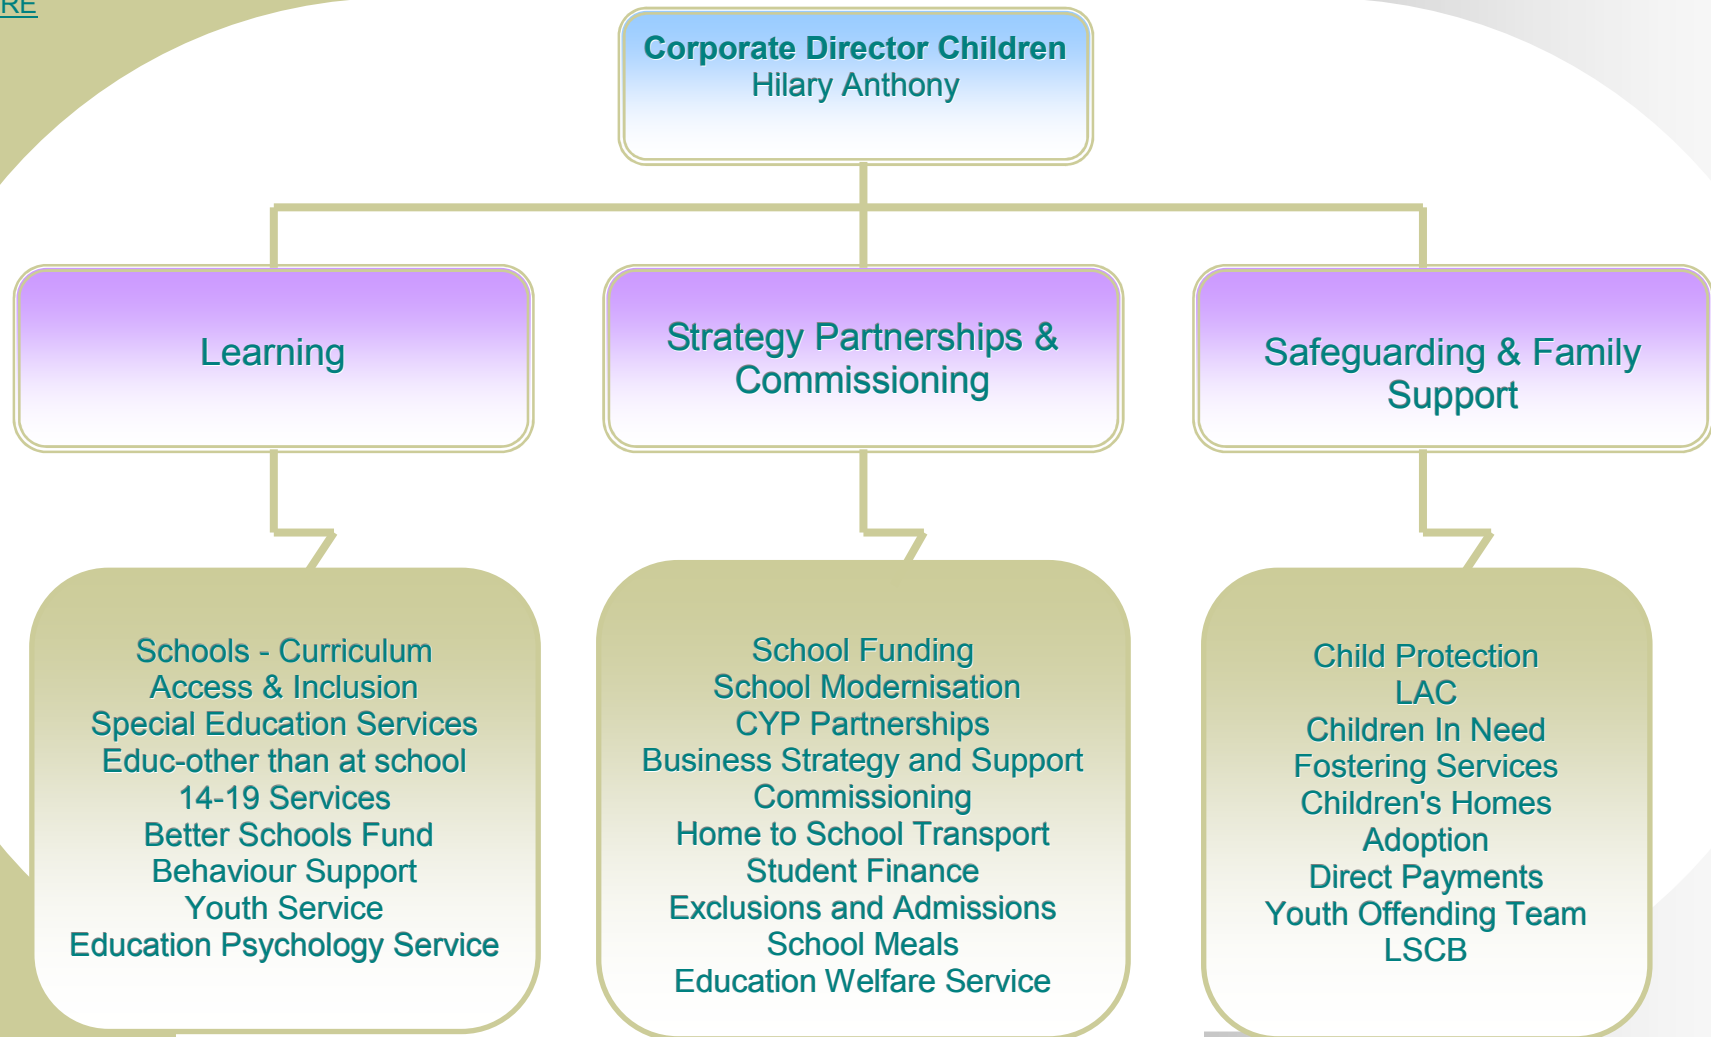 RE
Corporate Director Children
Hilary Anthony
Learning
Strategy Partnerships &
Commissioning
Safeguarding & Family
Support
Schools - Curriculum
Access & Inclusion
Special Education Services
Educ-other than at school
14-19 Services
Better Schools Fund
Behaviour Support
Youth Service
Education Psychology Service
School Funding
School Modernisation
CYP Partnerships
Business Strategy and Support
Commissioning
Home to School Transport
Student Finance
Exclusions and Admissions
School Meals
Education Welfare Service
Child Protection
LAC
Children In Need
Fostering Services
Children's Homes
Adoption
Direct Payments
Youth Offending Team
LSCB